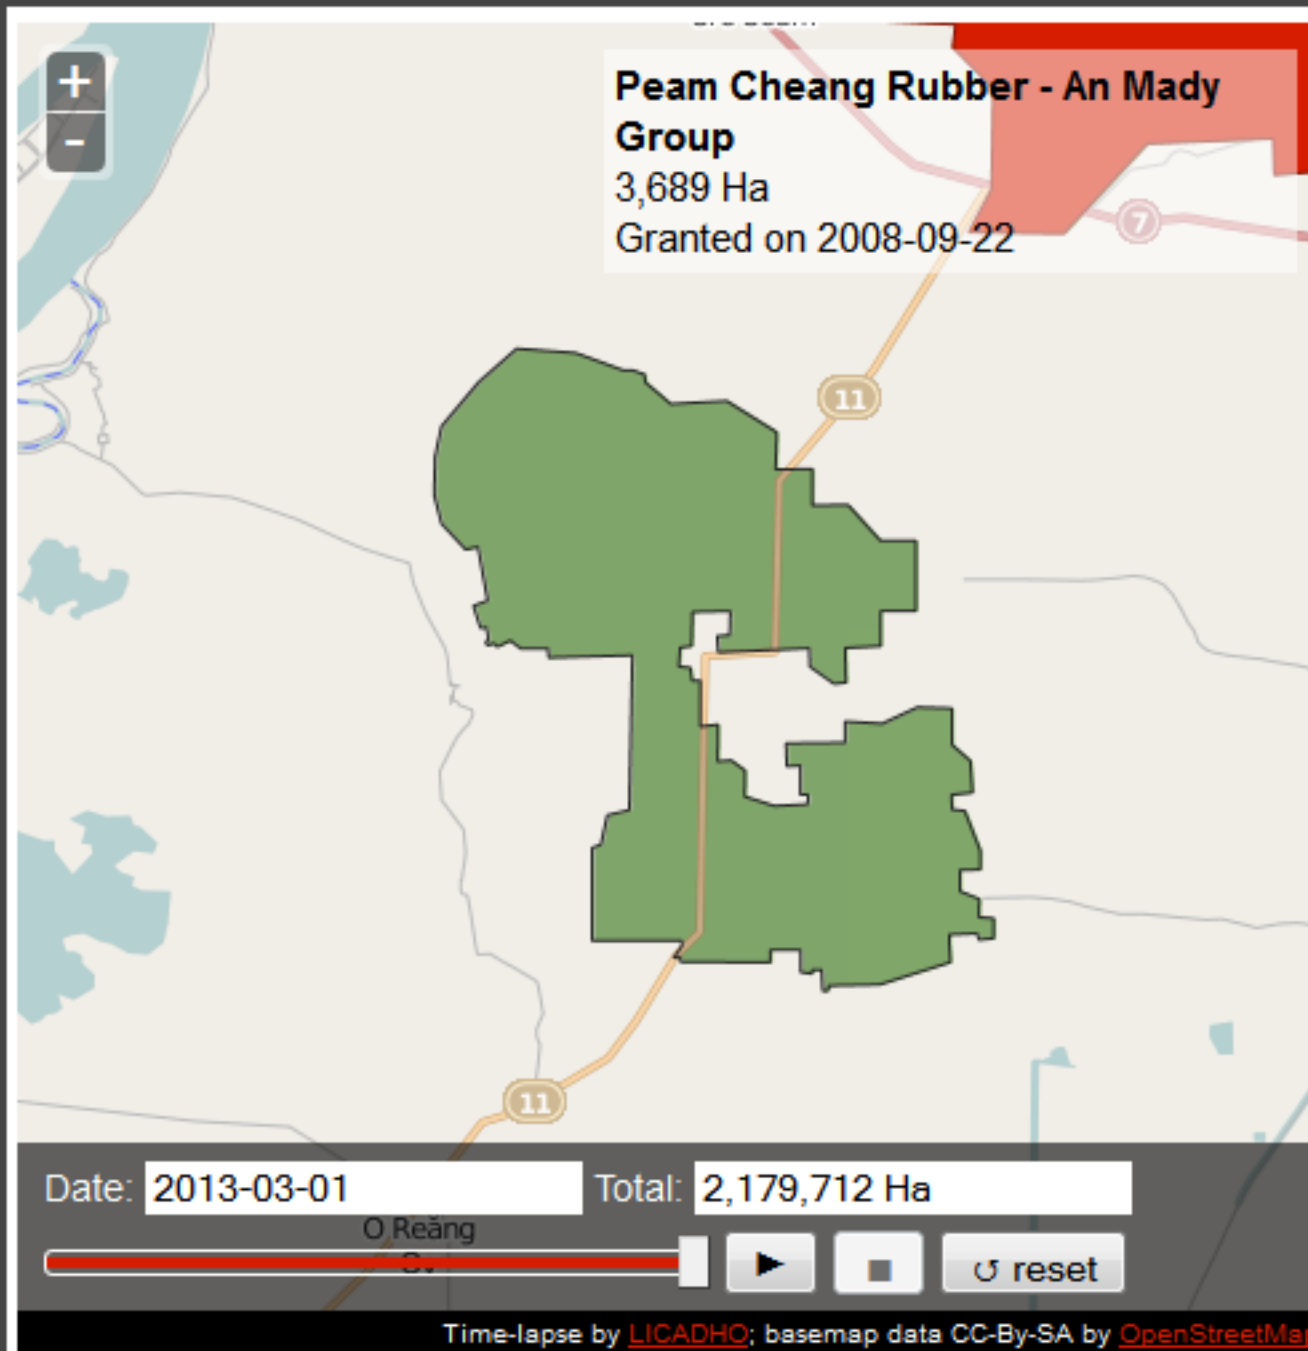 +
-
Peam Cheang Rubber - An Mady
Group
3,689 Ha
Granted on 2008-09-22
7
11
11
Date: 2013-03-01 Total: 2,179,712 Ha
O Reăng
reset
Time-lapse by LICADHO; basemap data CC-By-SA by OpenStreetMap